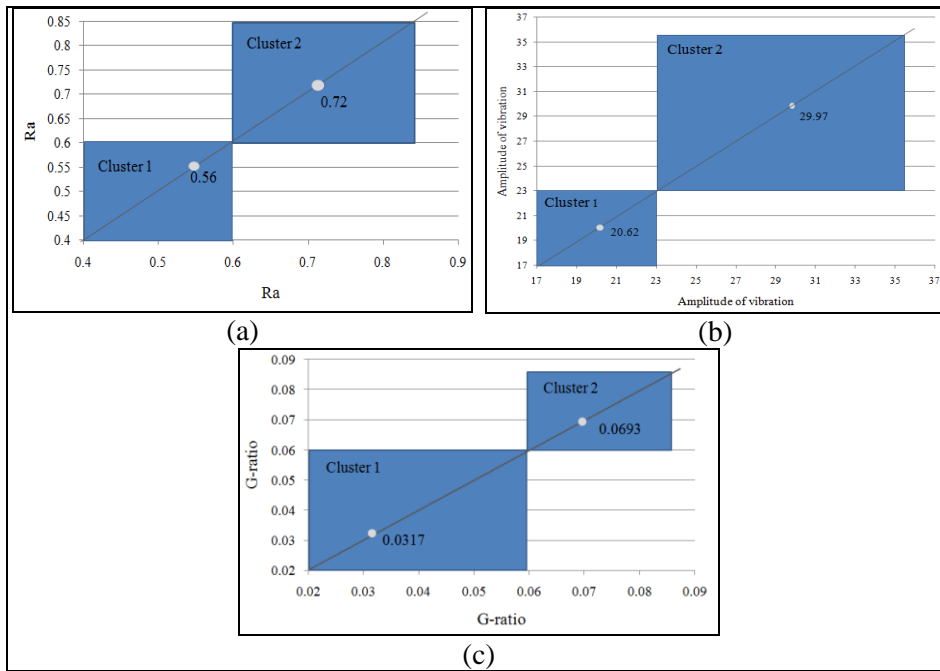 0.85
0.8
0.75
0.7
0.65
0.6
0.55
0.5
0.45
0.4
Ra
Cluster 2
0.72
Cluster 1
0.56
0.4 0.5 0.6 0.7 0.8 0.9
Ra
(a)
37
35
33
31
29
27
25
23
21
19
17
Amplitude of vibration
Cluster 2
29.97
Cluster 1
20.62
17 19 21 23 25 27 29 31 33 35 37
Amplitude of vibration
(b)
0.09
0.08
0.07
0.06
0.05
0.04
0.03
0.02
G-ratio
Cluster 2
0.0693
Cluster 1
0.0317
0.02 0.03 0.04 0.05 0.06 0.07 0.08 0.09
G-ratio
(c)